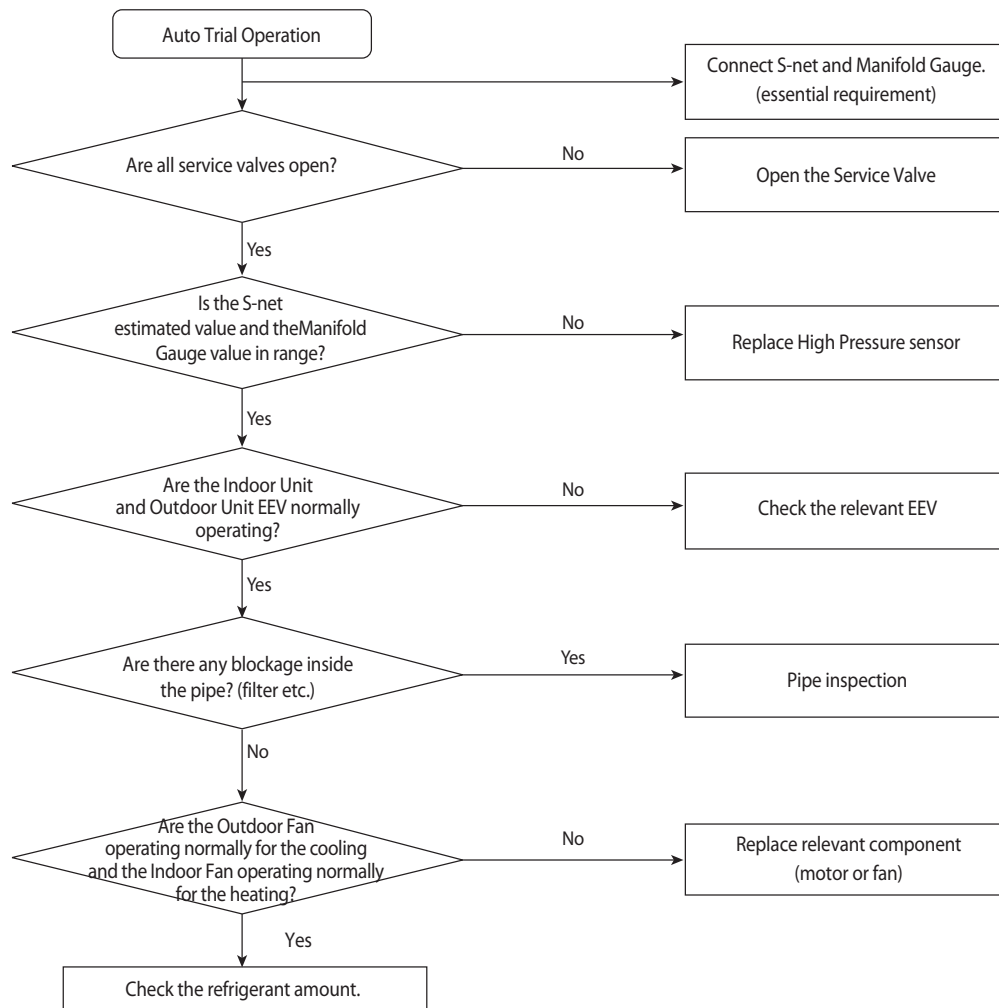 Auto Trial Operation
Connect S-net and Manifold Gauge.
(essential requirement)
Are all service valves open?
No
Open the Service Valve
Yes
Is the S-net
estimated value and theManifold
Gauge value in range?
No
Replace High Pressure sensor
Yes
Are the Indoor Unit
and Outdoor Unit EEV normally
operating?
No
Check the relevant EEV
Yes
Are there any blockage inside
the pipe? (filter etc.)
Yes
Pipe inspection
No
Are the Outdoor Fan
operating normally for the cooling
and the Indoor Fan operating normally
for the heating?
No
Replace relevant component
(motor or fan)
Yes
Check the refrigerant amount.